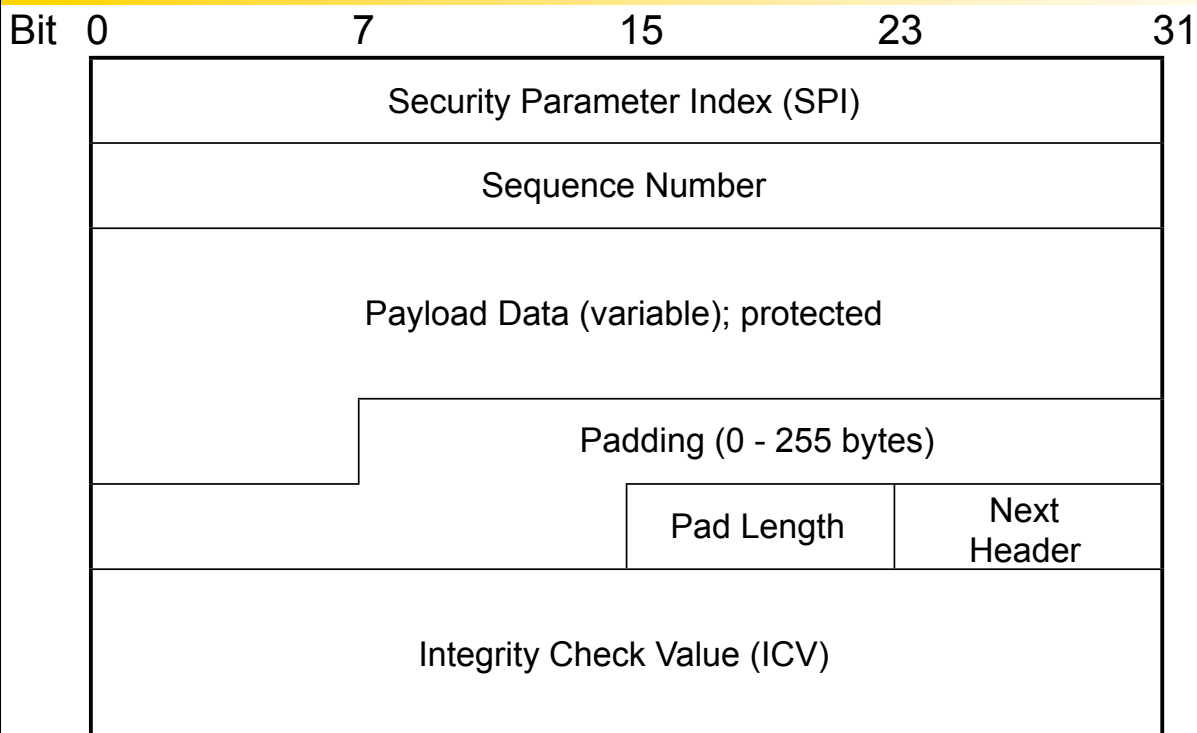 Bit 0 7 15 23 31
Security Parameter Index (SPI)
Sequence Number
Payload Data (variable); protected
Padding (0 - 255 bytes)
Pad Length
Next
Header
Integrity Check Value (ICV)